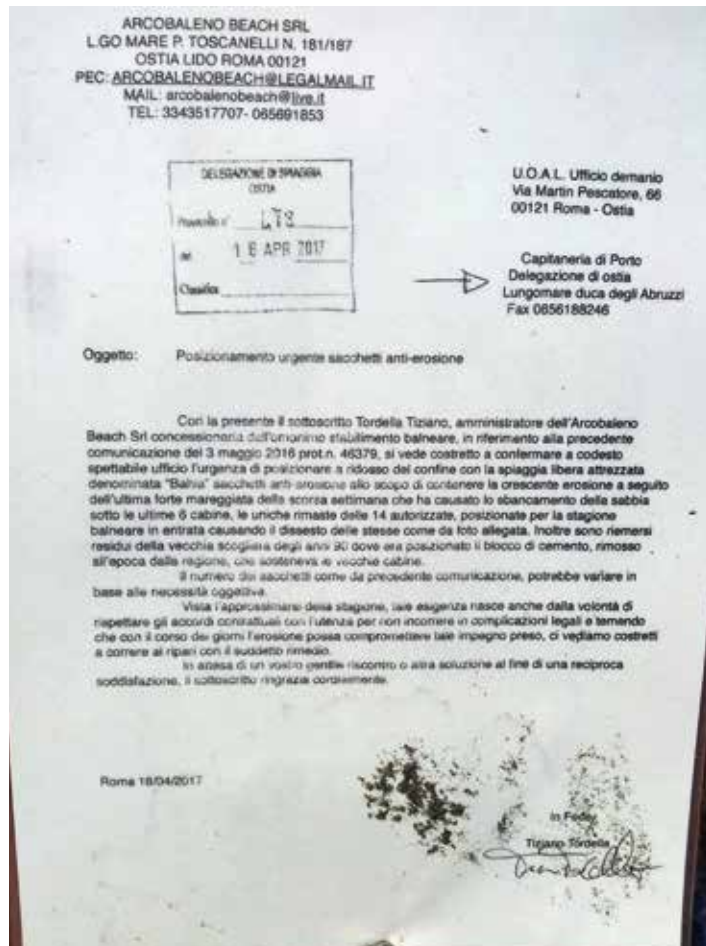 ARCOBALENO BEACH SRL
L.GO MARE P. TOSCANELLI N. 181/187
OSTIA LIDO ROMA 00121
PEC: ARCOBALENOBEACH@LEGALMAIL.IT
MAIL: arcobalenobeach@live.it
TEL: 3343517707- 065691853
DELEGAZIONE DI SPIAGGIA
OSTIA
Protocollo n°
del 18 APR 2017
Classifica
U.O.A.L. Ufficio demanio
Via Martin Pescatore, 66
00121 Roma - Ostia
Capitaneria di Porto
Delegazione di ostia
Lungomare duca degli Abruzzi
Fax 0656188246
Oggetto: Posizionamento urgente sacchetti anti-erosione
Con la presente il sottoscritto Tordella Tiziano, amministratore dell'Arcobaleno
Beach Srl concessionaria dell'omonimo stabilimento balneare, in riferimento alla precedente
comunicazione del 3 maggio 2016 prot.n. 46379, si vede costretto a confermare a codesto
spettabile ufficio l'urgenza di posizionare a ridosso del confine con la spiaggia libera attrezzata
denominata "Bahia" sacchetti anti-erosione allo scopo di contenere la crescente erosione a seguito
dell'ultima forte mareggiata della scorsa settimana che ha causato lo sbancamento della sabbia
sotto le ultime 6 cabine, le uniche rimaste delle 14 autorizzate, posizionate per la stagione
balneare in entrata causando il dissesto delle stesse come da foto allegata. Inoltre sono riemersi
residui della vecchia scogliera degli anni 90 dove era posizionato il blocco di cemento, rimosso
all'epoca dalla regione, che sosteneva le vecchie cabine.
Il numero dei sacchetti come da precedente comunicazione, potrebbe variare in
base alle necessità oggettiva.
Vista l'approssimarsi della stagione, tale esigenza nasce anche dalla volontà di
rispettare gli accordi contrattuali con l'utenza per non incorrere in complicazioni legali e temendo
che con il corso dei giorni l'erosione possa compromettere tale impegno preso, ci vediamo costretti
a correre ai ripari con il suddetto rimedio.
In attesa di un vostro gentile riscontro o altra soluzione al fine di una reciproca
soddisfazione, il sottoscritto ringrazia cordialmente.
Roma 18/04/2017
In Fede
Tiziano Tordella